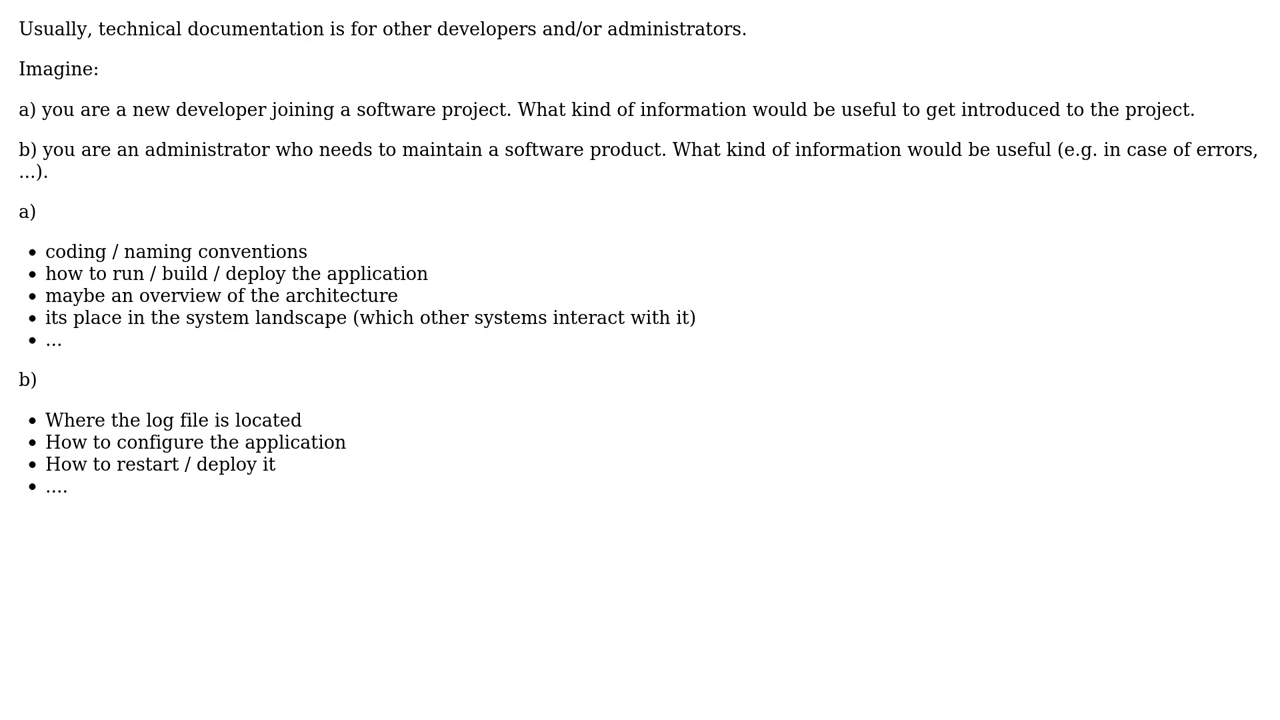 Usually, technical documentation is for other developers and/or administrators.
Imagine:
a) you are a new developer joining a software project. What kind of information would be useful to get introduced to the project.
b) you are an administrator who needs to maintain a software product. What kind of information would be useful (e.g. in case of errors,
...).
a)
• coding / naming conventions
• how to run / build / deploy the application
• maybe an overview of the architecture
• its place in the system landscape (which other systems interact with it)
• ...
b)
• Where the log file is located
• How to configure the application
• How to restart / deploy it
• ....